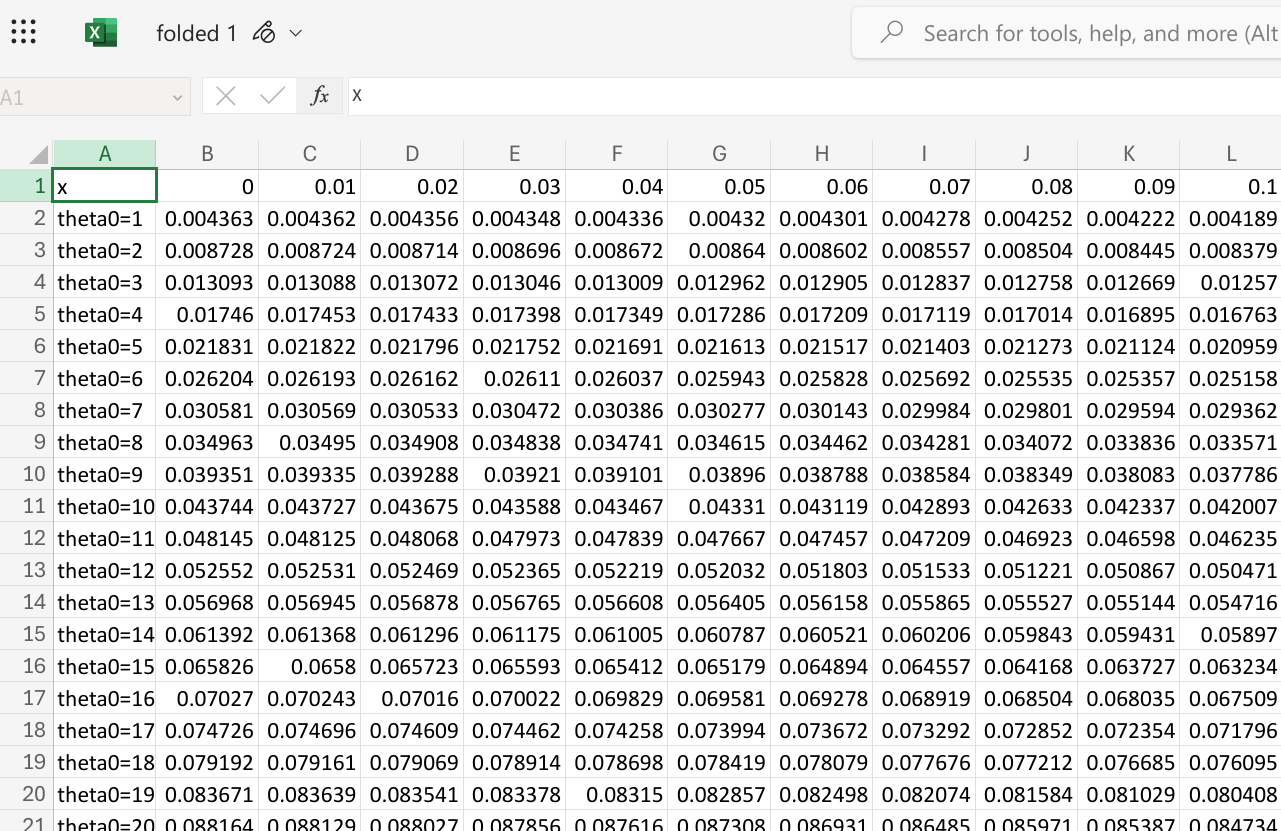 folded 1
Search for tools, help, and more (Alt
A1 fx x
A B C D E F G H I J K L
1 x 0 0.01 0.02 0.03 0.04 0.05 0.06 0.07 0.08 0.09 0.1
2 theta0=1 0.004363 0.004362 0.004356 0.004348 0.004336 0.00432 0.004301 0.004278 0.004252 0.004222 0.004189
3 theta0=2 0.008728 0.008724 0.008714 0.008696 0.008672 0.00864 0.008602 0.008557 0.008504 0.008445 0.008379
4 theta0=3 0.013093 0.013088 0.013072 0.013046 0.013009 0.012962 0.012905 0.012837 0.012758 0.012669 0.01257
5 theta0=4 0.01746 0.017453 0.017433 0.017398 0.017349 0.017286 0.017209 0.017119 0.017014 0.016895 0.016763
6 theta0=5 0.021831 0.021822 0.021796 0.021752 0.021691 0.021613 0.021517 0.021403 0.021273 0.021124 0.020959
7 theta0=6 0.026204 0.026193 0.026162 0.02611 0.026037 0.025943 0.025828 0.025692 0.025535 0.025357 0.025158
8 theta0=7 0.030581 0.030569 0.030533 0.030472 0.030386 0.030277 0.030143 0.029984 0.029801 0.029594 0.029362
9 theta0=8 0.034963 0.03495 0.034908 0.034838 0.034741 0.034615 0.034462 0.034281 0.034072 0.033836 0.033571
10 theta0=9 0.039351 0.039335 0.039288 0.03921 0.039101 0.03896 0.038788 0.038584 0.038349 0.038083 0.037786
11 theta0=10 0.043744 0.043727 0.043675 0.043588 0.043467 0.04331 0.043119 0.042893 0.042633 0.042337 0.042007
12 theta0=11 0.048145 0.048125 0.048068 0.047973 0.047839 0.047667 0.047457 0.047209 0.046923 0.046598 0.046235
13 theta0=12 0.052552 0.052531 0.052469 0.052365 0.052219 0.052032 0.051803 0.051533 0.051221 0.050867 0.050471
14 theta0=13 0.056968 0.056945 0.056878 0.056765 0.056608 0.056405 0.056158 0.055865 0.055527 0.055144 0.054716
15 theta0=14 0.061392 0.061368 0.061296 0.061175 0.061005 0.060787 0.060521 0.060206 0.059843 0.059431 0.05897
16 theta0=15 0.065826 0.0658 0.065723 0.065593 0.065412 0.065179 0.064894 0.064557 0.064168 0.063727 0.063234
17 theta0=16 0.07027 0.070243 0.07016 0.070022 0.069829 0.069581 0.069278 0.068919 0.068504 0.068035 0.067509
18 theta0=17 0.074726 0.074696 0.074609 0.074462 0.074258 0.073994 0.073672 0.073292 0.072852 0.072354 0.071796
19 theta0=18 0.079192 0.079161 0.079069 0.078914 0.078698 0.078419 0.078079 0.077676 0.077212 0.076685 0.076095
20 theta0=19 0.083671 0.083639 0.083541 0.083378 0.08315 0.082857 0.082498 0.082074 0.081584 0.081029 0.080408
21 theta0=20 0.088164 0.088129 0.088027 0.087856 0.087616 0.087308 0.086931 0.086485 0.085971 0.085387 0.084734